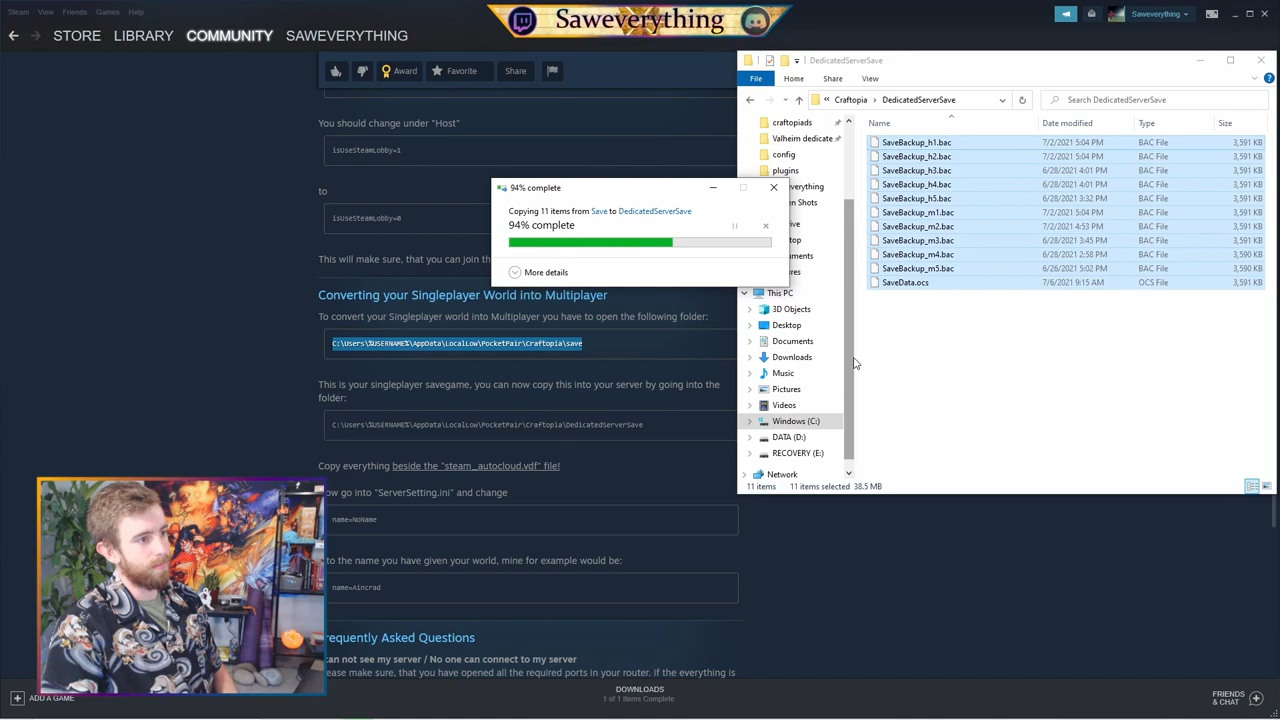 Steam View Friends Games Help
Saweverything
Saweverything
STORE LIBRARY COMMUNITY SAWEVERYTHING
Award
Favorite
Share
You should change under "Host"
isuseSteamLobby=1
to
isuseSteamLobby=0
This will make sure, that you can join the
Converting your Singleplayer World into Multiplayer
To convert your Singleplayer world into Multiplayer you have to open the following folder:
C:\Users\%USERNAME%\AppData\LocalLow\PocketPair\Craftopia\save
This is your singleplayer savegame, you can now copy this into your server by going into the
folder:
C:\Users\%USERNAME%\AppData\LocalLow\PocketPair\Craftopia\DedicatedServerSave
Copy everything beside the "steam_autocloud.vdf" file!
ow go into "ServerSetting.ini" and change
name=NoName
to the name you have given your world, mine for example would be:
name=Aincrad
requently Asked Questions
can not see my server / No one can connect to my server
lease make sure, that you have opened all the required ports in your router. If the everything is
94% complete
Copying 11 items from Save to DedicatedServerSave
94% complete
More details
DedicatedServerSave
File Home Share View
« Craftopia › DedicatedServerSave
Search DedicatedServerSave
craftopiads
Valheim dedicate
config
plugins
everything
en Shots
ive
top
uments
ures
This PC
3D Objects
Desktop
Documents
Downloads
Music
Pictures
Videos
Windows (C:)
DATA (D:)
RECOVERY (E:)
Network
Name Date modified Type Size
SaveBackup_h1.bac 7/2/2021 5:04 PM BAC File 3,591 KB
SaveBackup_h2.bac 7/2/2021 5:04 PM BAC File 3,591 KB
SaveBackup_h3.bac 6/28/2021 4:01 PM BAC File 3,591 KB
SaveBackup_h4.bac 6/28/2021 4:01 PM BAC File 3,591 KB
SaveBackup_h5.bac 6/28/2021 3:32 PM BAC File 3,591 KB
SaveBackup_m1.bac 7/2/2021 5:04 PM BAC File 3,591 KB
SaveBackup_m2.bac 7/2/2021 4:53 PM BAC File 3,591 KB
SaveBackup_m3.bac 6/28/2021 3:45 PM BAC File 3,591 KB
SaveBackup_m4.bac 6/28/2021 2:58 PM BAC File 3,591 KB
SaveBackup_m5.bac 6/26/2021 5:02 PM BAC File 3,590 KB
SaveData.ocs 7/6/2021 9:15 AM OCS File 3,591 KB
11 items 11 items selected 38.5 MB
ADD A GAME
DOWNLOADS
1 of 1 Items Complete
FRIENDS
& CHAT